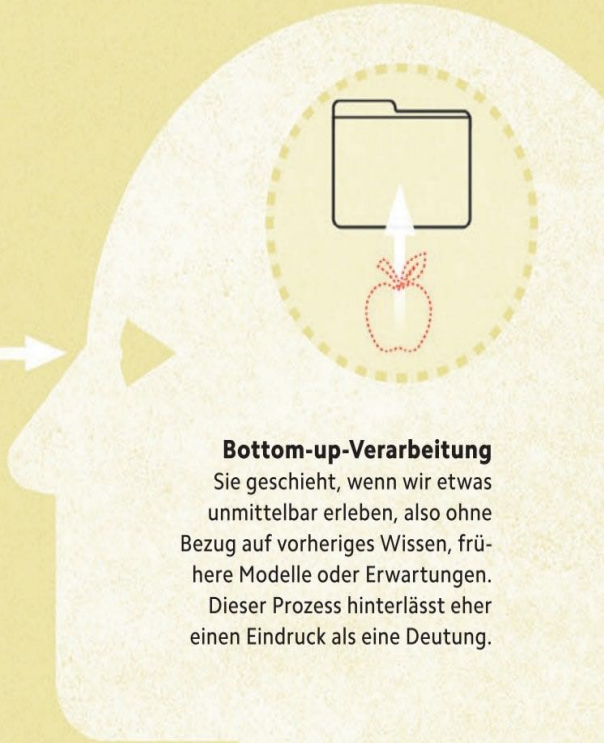 Bottom-up-Verarbeitung
Sie geschieht, wenn wir etwas
unmittelbar erleben, also ohne
Bezug auf vorheriges Wissen, frü-
here Modelle oder Erwartungen.
Dieser Prozess hinterlässt eher
einen Eindruck als eine Deutung.